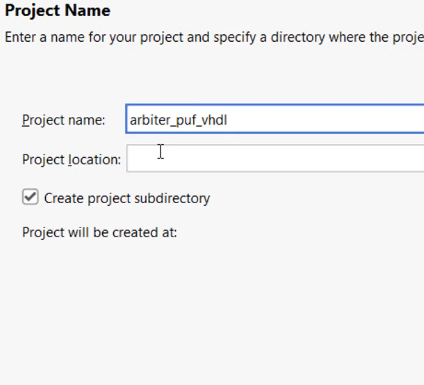 Project Name
Enter a name for your project and specify a directory where the proje
Project name: arbiter_puf_vhdl
Project location:
Create project subdirectory
Project will be created at: